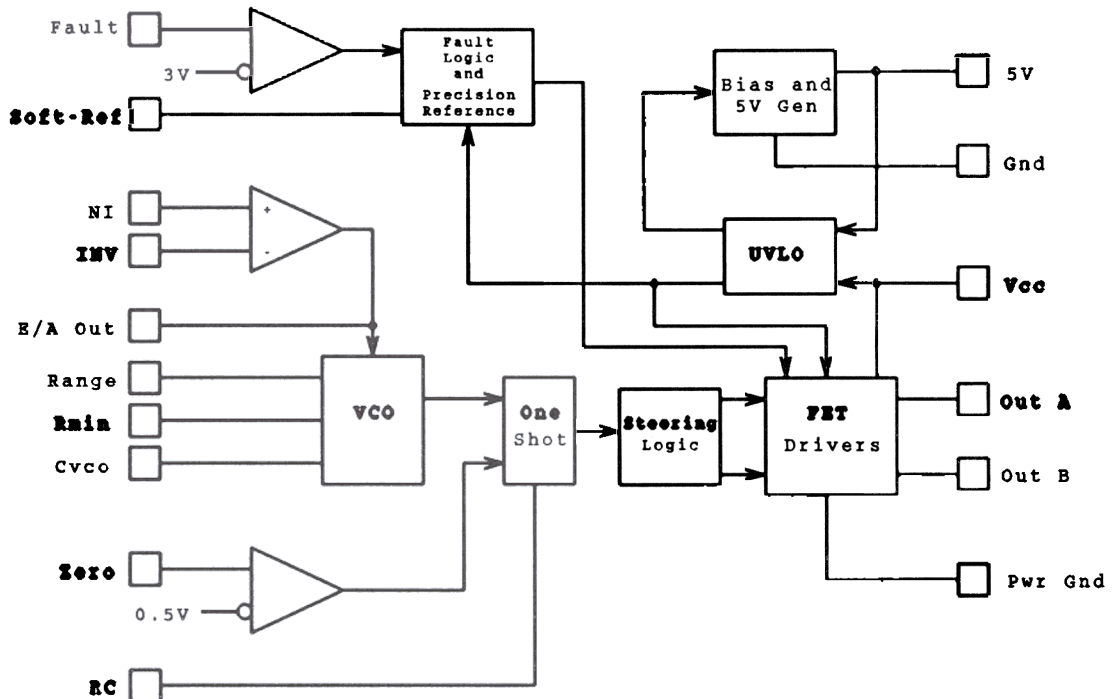 Fault
3V
Soft-Ref
Fault
Logic
and
Precision
Reference
Bias and
5V Gen
5V
Gnd
NI
+
INV
-
UVLO
Vcc
E/A Out
Range
Rmin
Cvco
VCO
One
Shot
Steering
Logic
FET
Drivers
Out A
Out B
Zero
0.5V
Pwr Gnd
RC